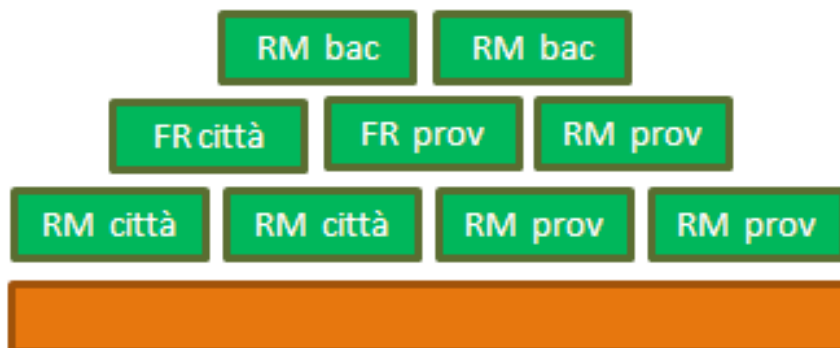 RM bac RM bac
FR città FR prov RM prov
RM città RM città RM prov RM prov